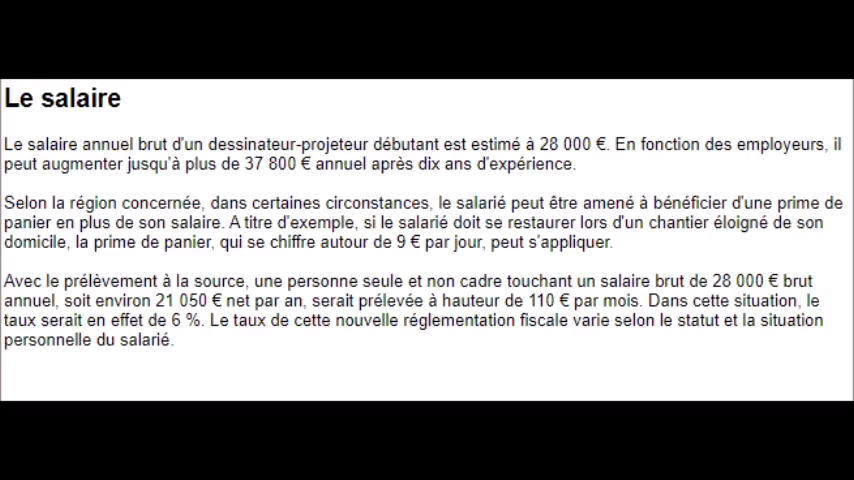 Le salaire
Le salaire annuel brut d'un dessinateur-projeteur débutant est estimé à 28 000 €. En fonction des employeurs, il
peut augmenter jusqu'à plus de 37 800 € annuel après dix ans d'expérience.
Selon la région concernée, dans certaines circonstances, le salarié peut être amené à bénéficier d'une prime de
panier en plus de son salaire. A titre d'exemple, si le salarié doit se restaurer lors d'un chantier éloigné de son
domicile, la prime de panier, qui se chiffre autour de 9 € par jour, peut s'appliquer.
Avec le prélèvement à la source, une personne seule et non cadre touchant un salaire brut de 28 000 € brut
annuel, soit environ 21 050 € net par an, serait prélevée à hauteur de 110 € par mois. Dans cette situation, le
taux serait en effet de 6 %. Le taux de cette nouvelle réglementation fiscale varie selon le statut et la situation
personnelle du salarié.